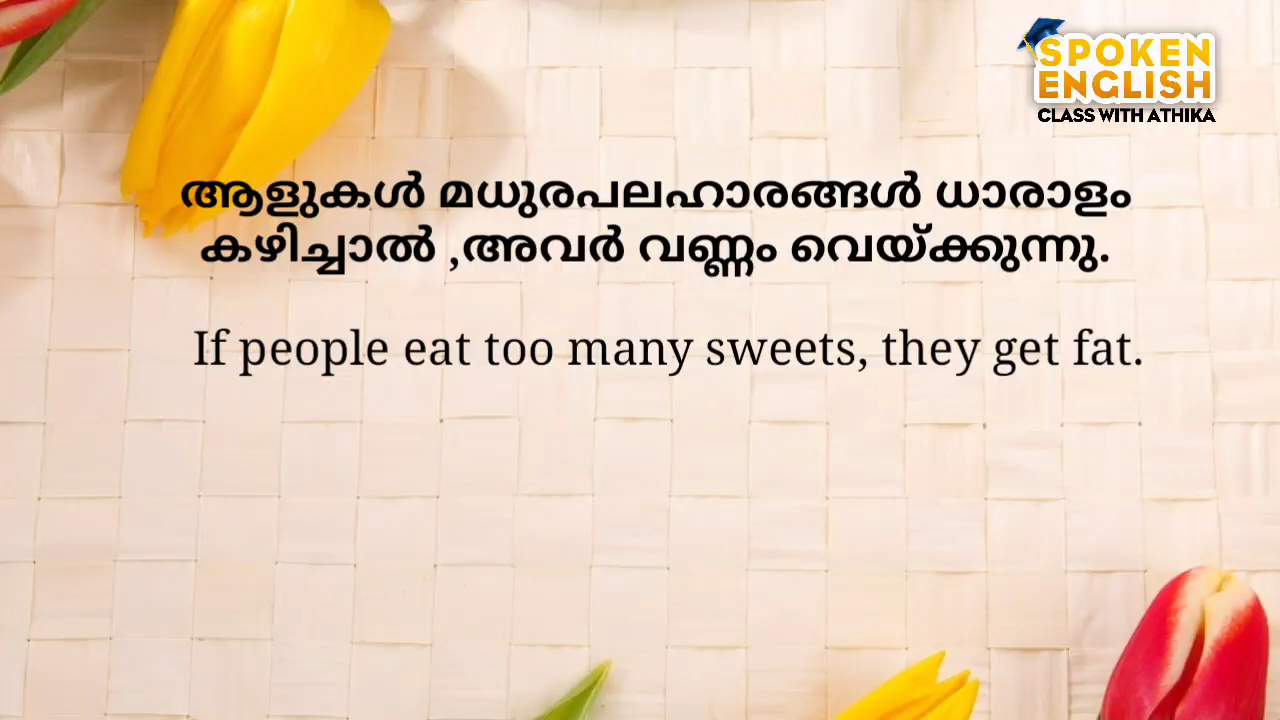 SPOKEN
ENGLISH
CLASS WITH ATHIKA
ആളുകൾ മധുരപലഹാരങ്ങൾ ധാരാളം
കഴിച്ചാൽ ,അവർ വണ്ണം വെയ്ക്കുന്നു.
If people eat too many sweets, they get fat.